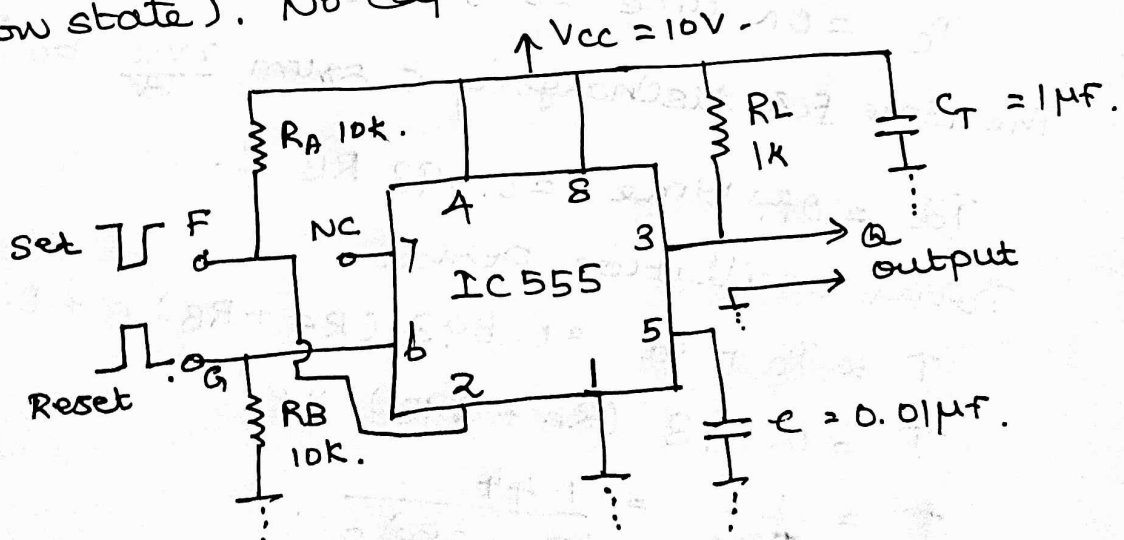 ow state). No
Vcc = 10V.
RA 10k.
RL
1K
CT = 1µf.
4
8
Set
F
NC
7
3
Q
output
IC555
5
6
G
Reset
2
1
RB
10K.
c = 0.01µf.